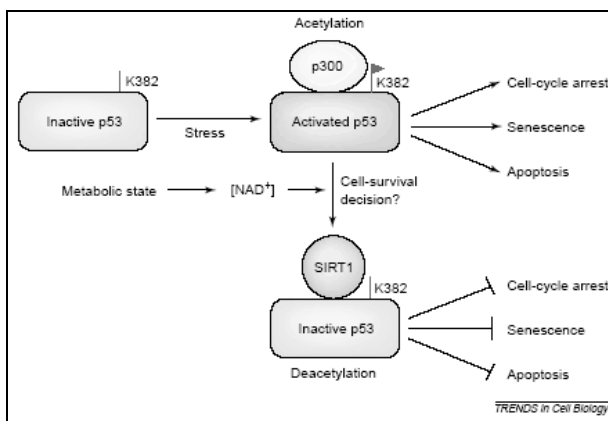 Acetylation
p300
K382
K382
Inactive p53
Stress
Activated p53
Cell-cycle arrest
Senescence
Apoptosis
Metabolic state
[NAD+]
Cell-survival
decision?
SIRT1
K382
Inactive p53
Deacetylation
Cell-cycle arrest
Senescence
Apoptosis
TRENDS in Cell Biology